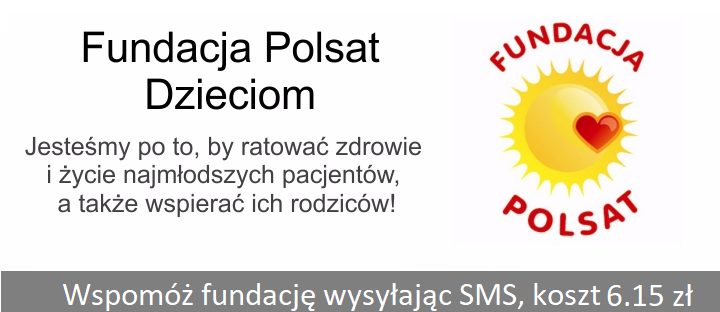 Fundacja Polsat
Dzieciom
Jesteśmy po to, by ratować zdrowie
i życie najmłodszych pacjentów,
a także wspierać ich rodziców!
FUNDACJA
POLSAT
Wspomóż fundację wysyłając SMS, koszt 6.15 zł